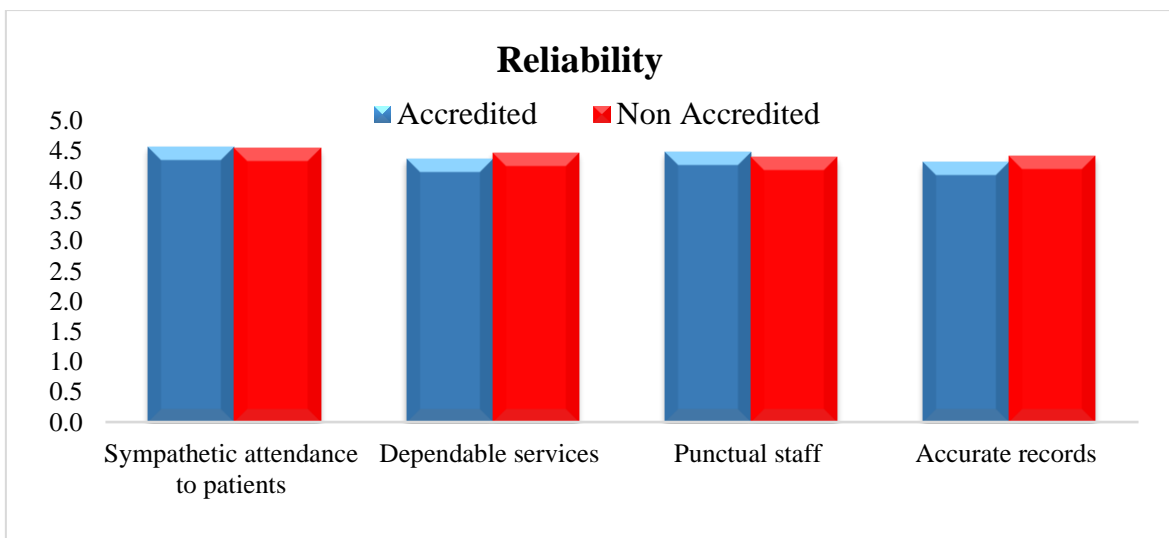 Reliability
Accredited Non Accredited
5.0
4.5
4.0
3.5
3.0
2.5
2.0
1.5
1.0
0.5
0.0
Sympathetic attendance
to patients
Dependable services
Punctual staff
Accurate records